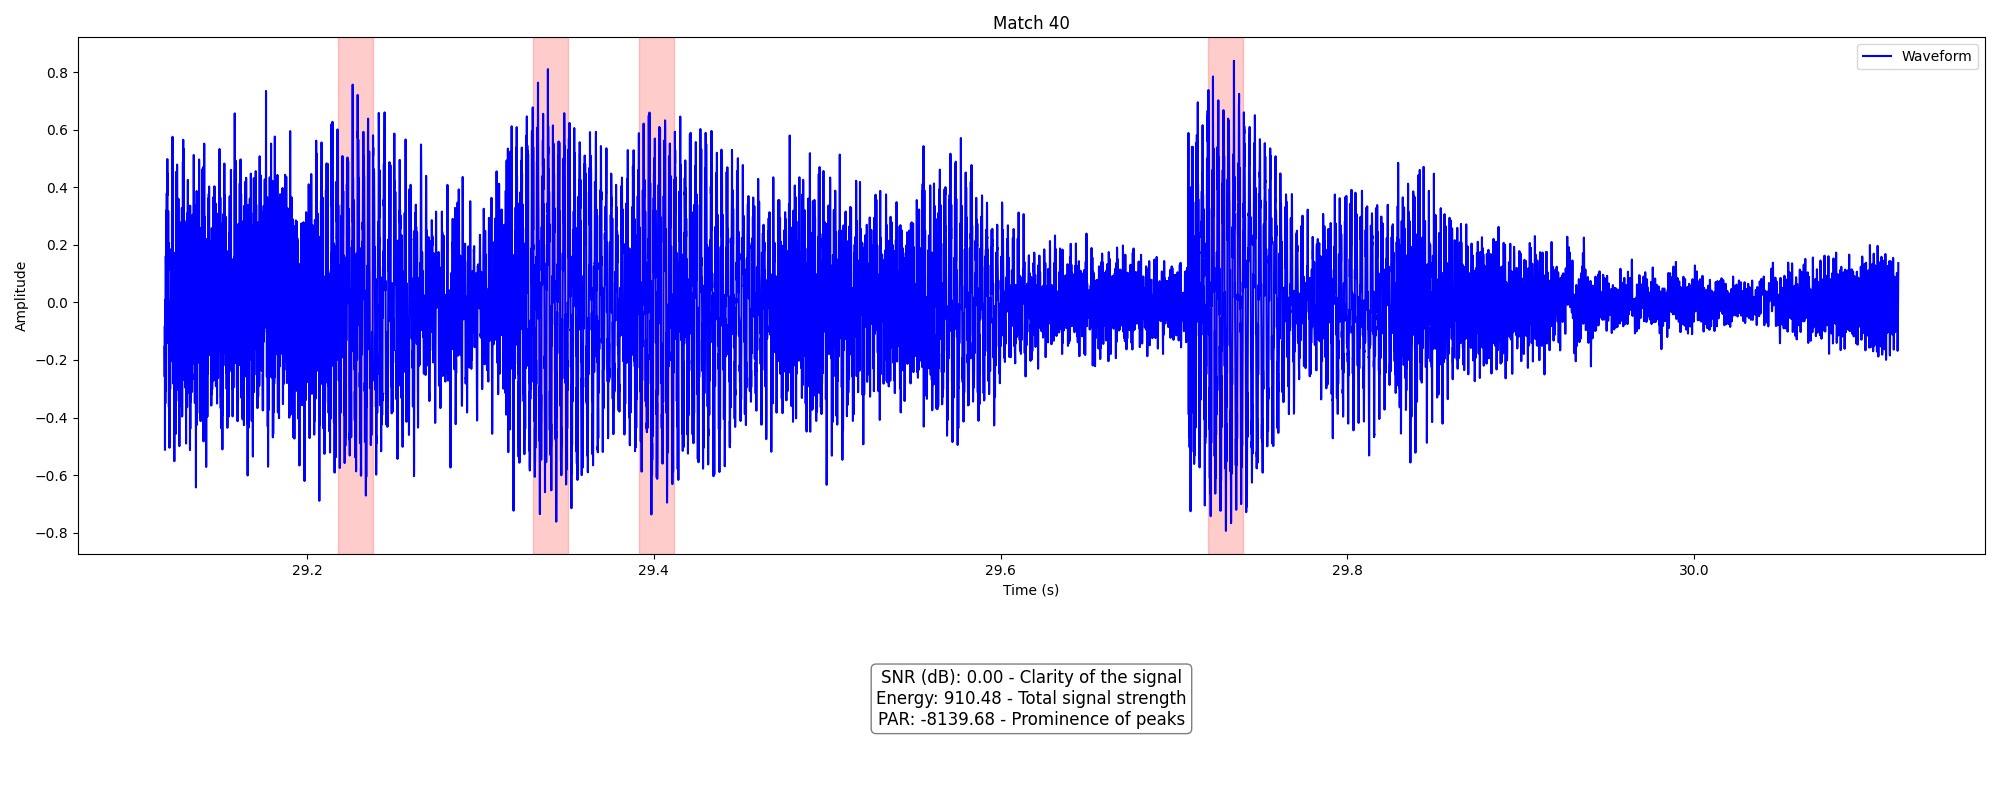 Match 40
Waveform
Amplitude
0.8
0.6
0.4
0.2
0.0
−0.2
−0.4
−0.6
−0.8
29.2 29.4 29.6 29.8 30.0
Time (s)
SNR (dB): 0.00 - Clarity of the signal
Energy: 910.48 - Total signal strength
PAR: -8139.68 - Prominence of peaks